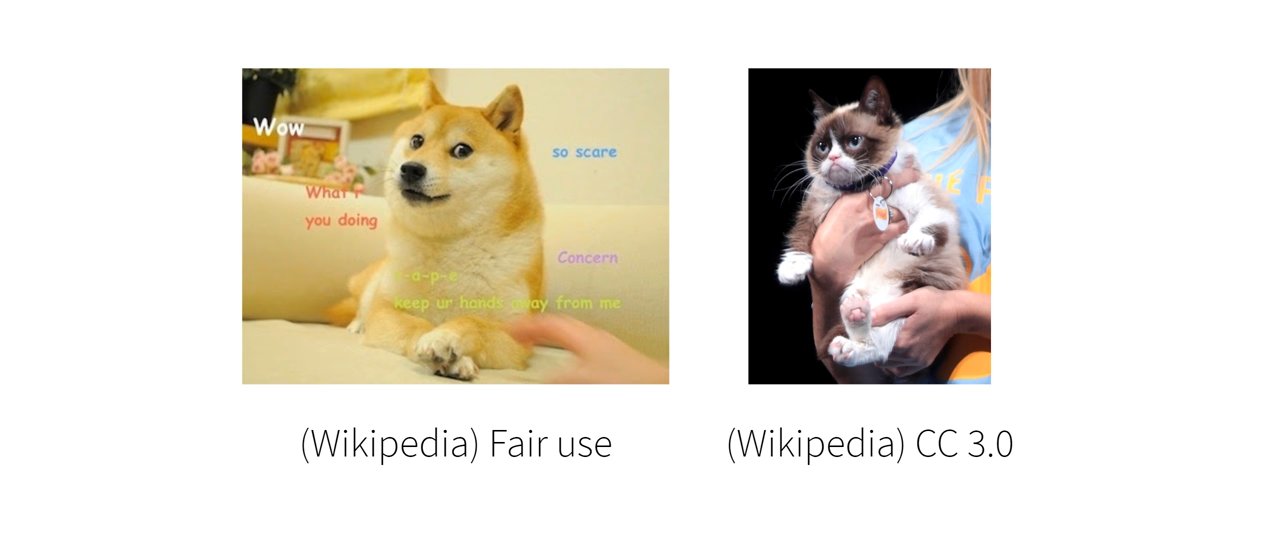 Wow
so scare
What r
you doing
Concern
r-a-p-e
keep ur hands away from me
(Wikipedia) Fair use
(Wikipedia) CC 3.0